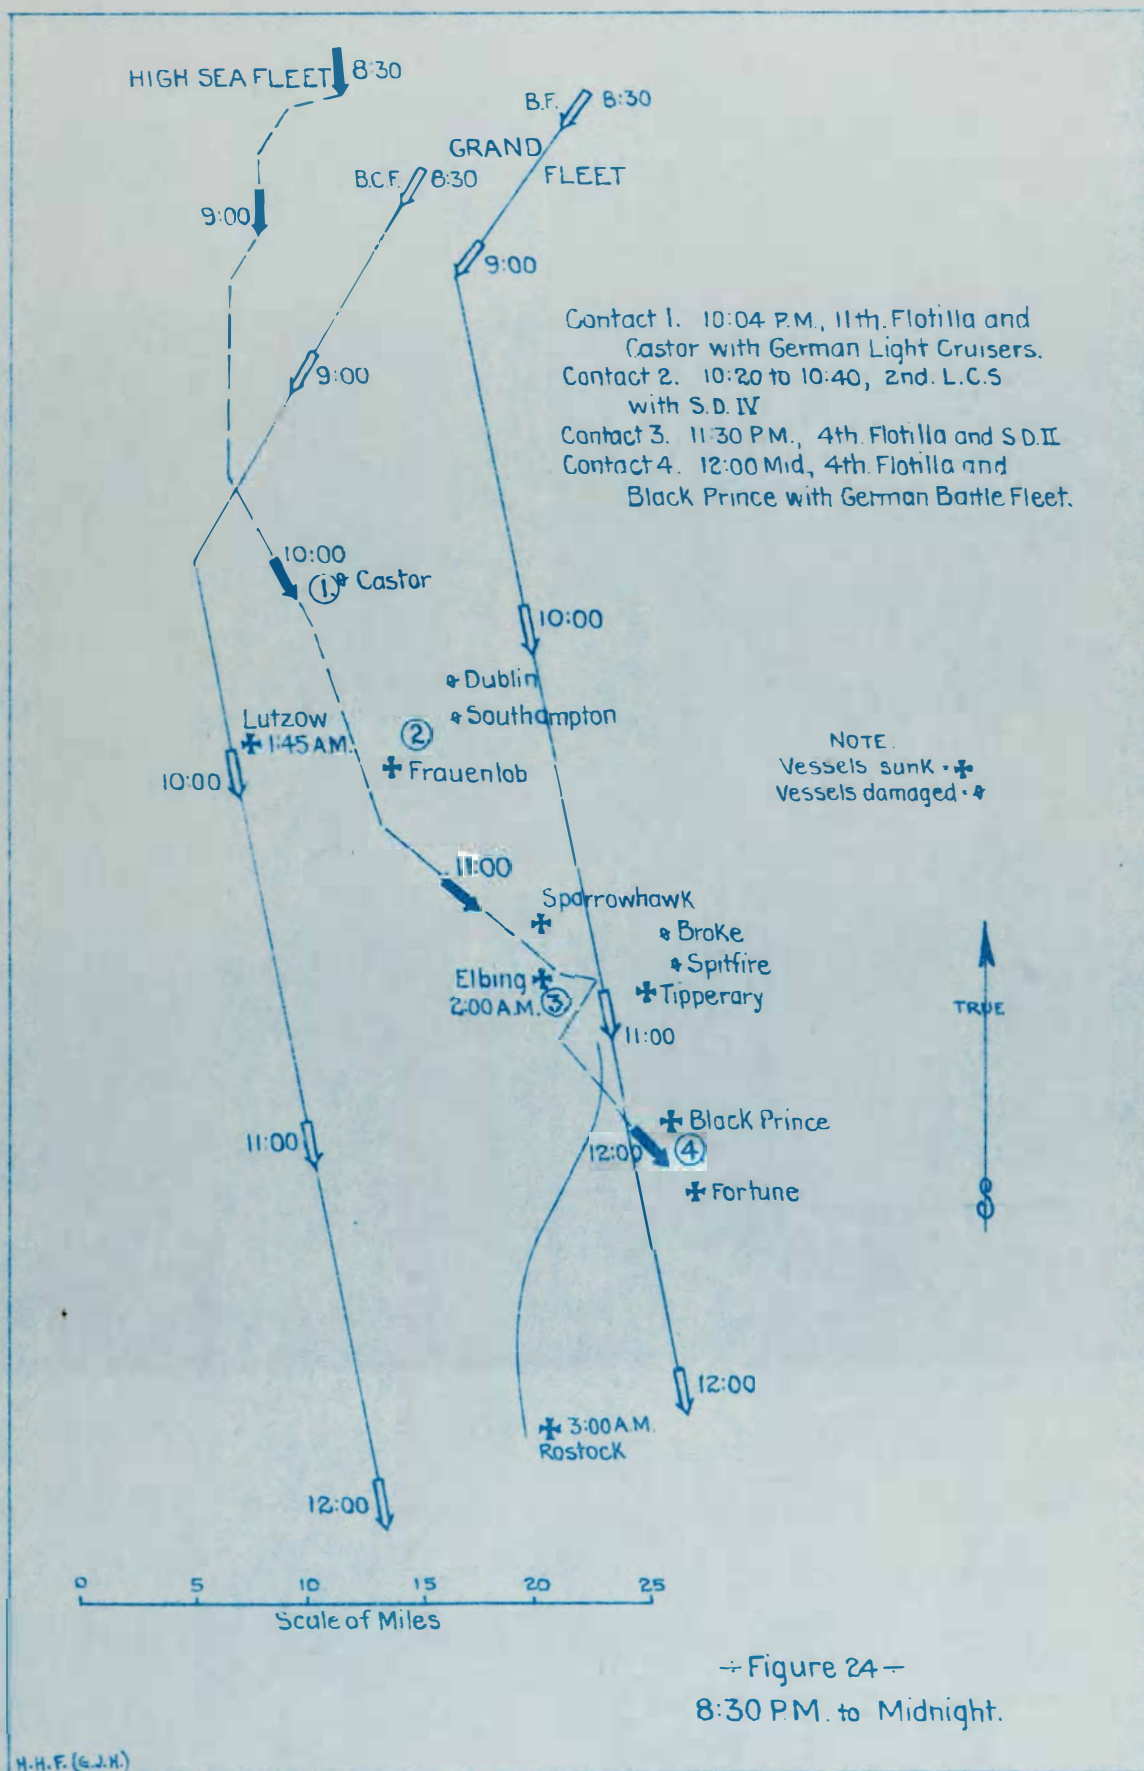 HIGH SEA FLEET 8:30
B.F. 8:30
GRAND
FLEET
B.C.F. 8:30
9:00
9:00
9:00
Contact 1. 10:04 P.M., 11th. Flotilla and
Castor with German Light Cruisers.
Contact 2. 10:20 to 10:40, 2nd. L.C.S
with S.D. IV
Contact 3. 11:30 PM., 4th. Flotilla and S.D. II
Contact 4. 12:00 Mid, 4th. Flotilla and
Black Prince with German Battle Fleet.
10:00
1. Castor
10:00
Dublin
Southampton
Lutzow
1:45 A.M.
2
Frauenlob
10:00
NOTE.
Vessels sunk -
Vessels damaged -
11:00
Sparrowhawk
Broke
Spitfire
Elbing
2:00 A.M. 3
Tipperary
TRUE
11:00
Black Prince
11:00
12:00 4
Fortune
12:00
3:00 A.M.
Rostock
12:00
0 5 10 15 20 25
Scale of Miles
- Figure 24 -
8:30 P.M. to Midnight.
H.H.F. (G.J.H.)